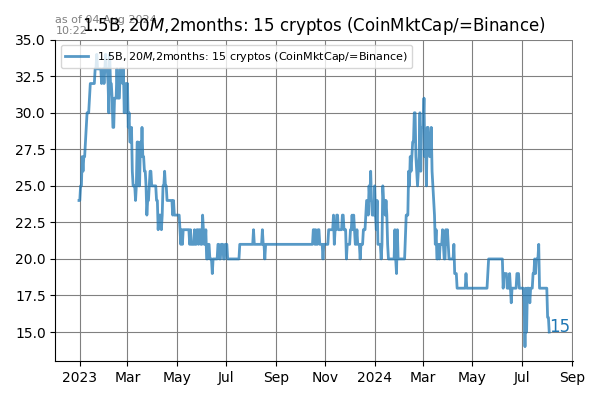 as of 04 Aug 2024
10:22
1.5B, 20M, 2months: 15 cryptos (CoinMktCap/=Binance)
1.5B, 20M, 2months: 15 cryptos (CoinMktCap/=Binance)
35.0
32.5
30.0
27.5
25.0
22.5
20.0
17.5
15.0
15
2023 Mar May Jul Sep Nov 2024 Mar May Jul Sep